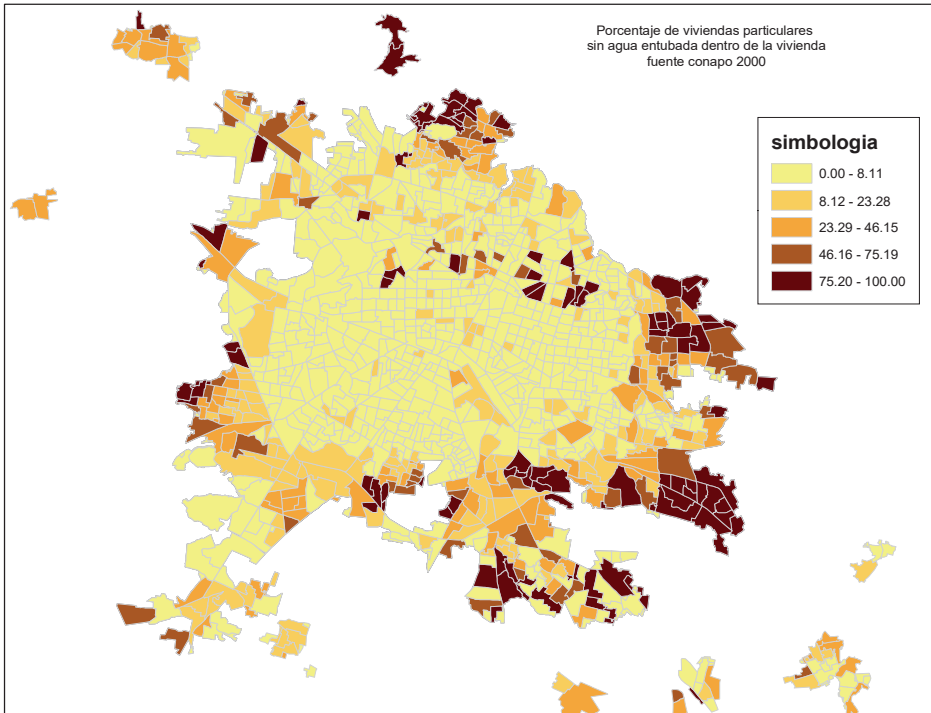 Porcentaje de viviendas particulares
sin agua entubada dentro de la vivienda
fuente conapo 2000
simbologia
0.00 - 8.11
8.12 - 23.28
23.29 - 46.15
46.16 - 75.19
75.20 - 100.00